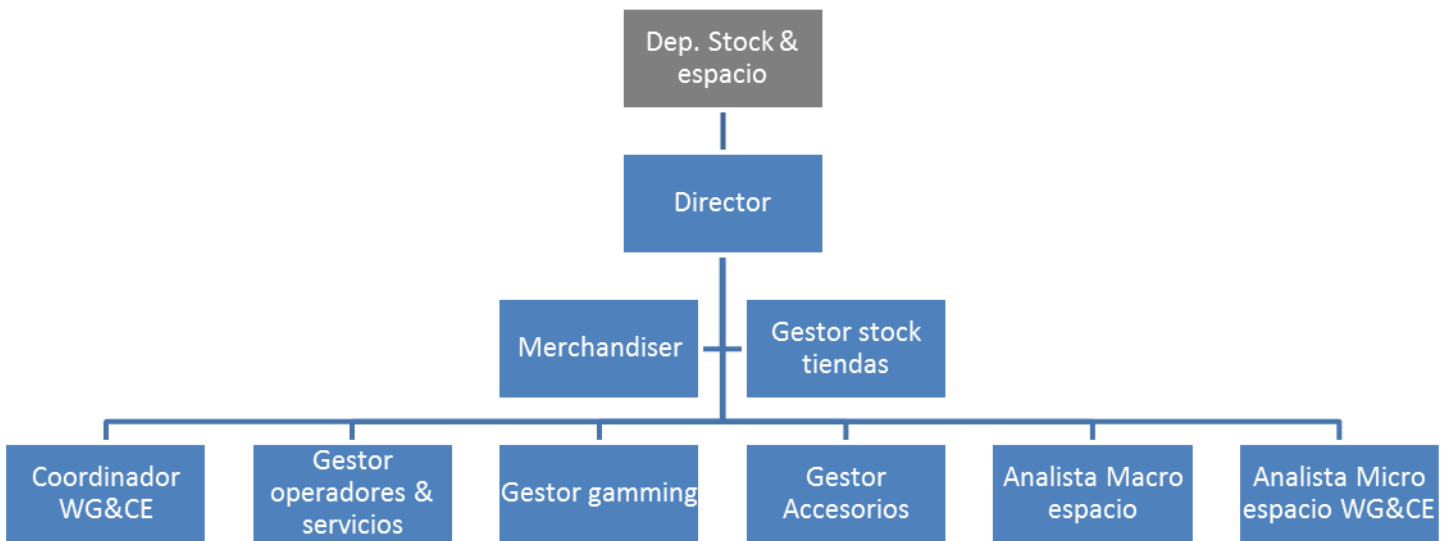 Dep. Stock &
espacio
Director
Merchandiser
Gestor stock
tiendas
Coordinador
WG&CE
Gestor
operadores &
servicios
Gestor gamming
Gestor
Accesorios
Analista Macro
espacio
Analista Micro
espacio WG&CE